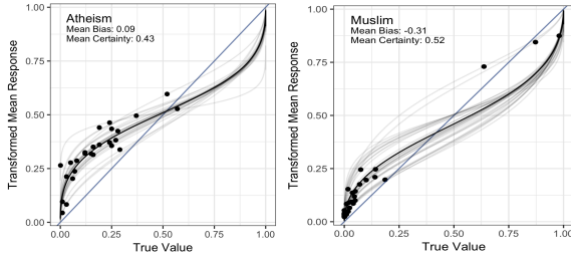 Atheism
Mean Bias: 0.09
Mean Certainty: 0.43
Transformed Mean Response
1.00
0.75
0.50
0.25
0.00
0.00 0.25 0.50 0.75 1.00
True Value
Muslim
Mean Bias: -0.31
Mean Certainty: 0.52
Transformed Mean Response
1.00
0.75
0.50
0.25
0.00
0.00 0.25 0.50 0.75 1.00
True Value